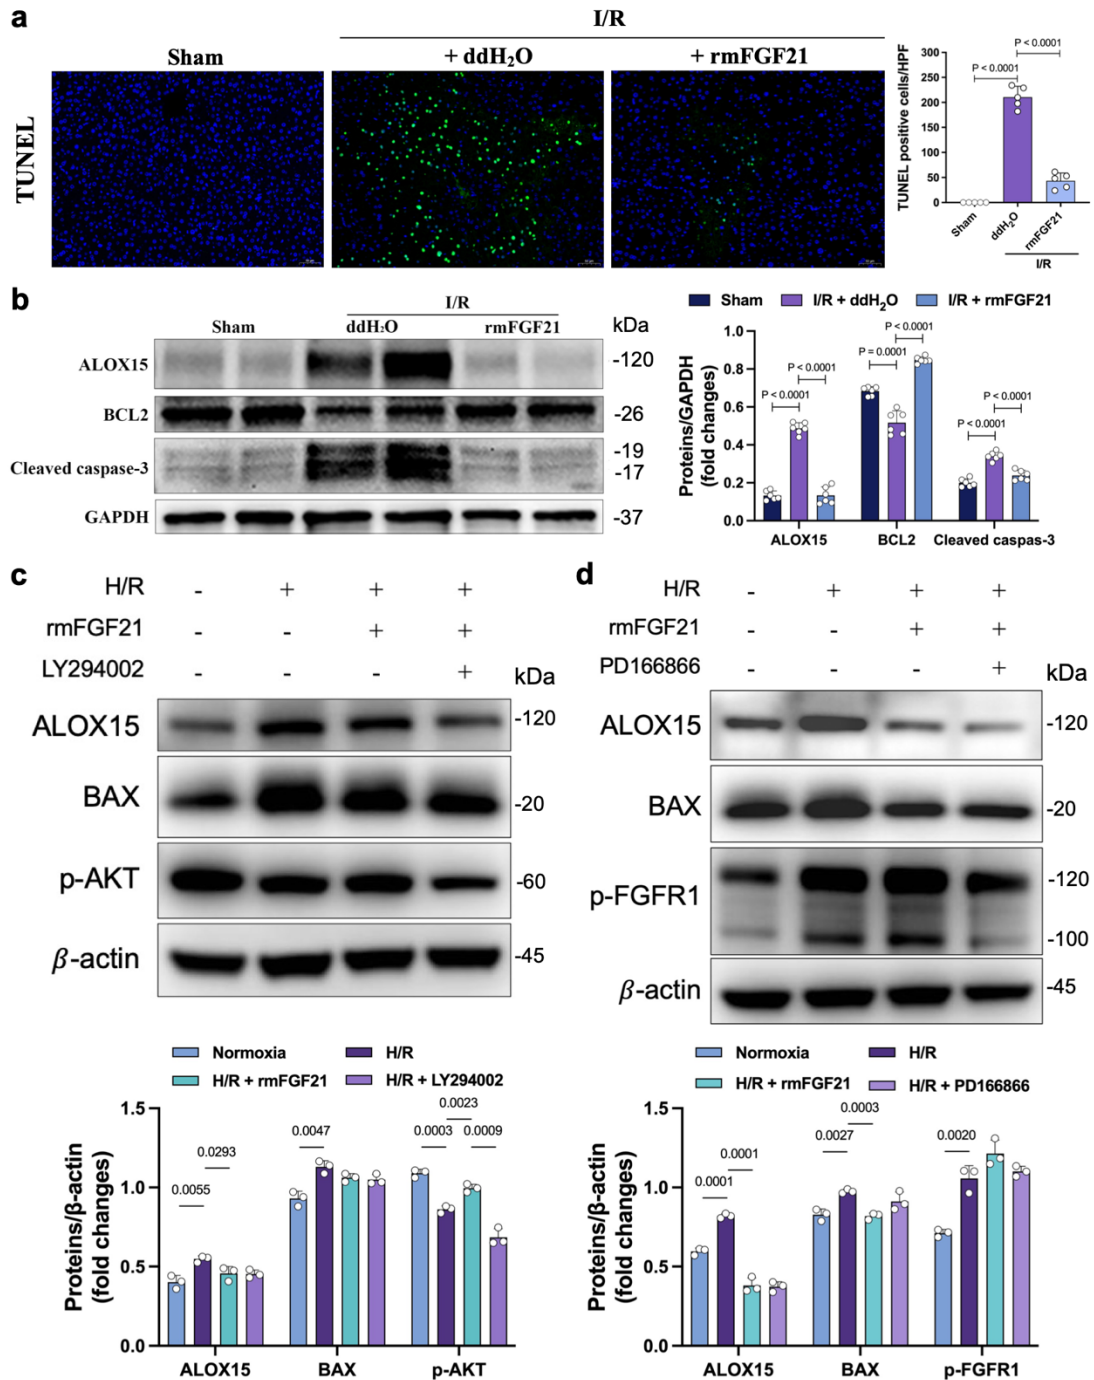 a
I/R
Sham
+ ddH2O
+ rmFGF21
TUNEL
TUNEL positive cells/HPF
300
250
200
150
100
50
0
P < 0.0001
P < 0.0001
Sham
ddH2O
rmFGF21
I/R
b
I/R
Sham
ddH2O
rmFGF21
kDa
ALOX15
-120
BCL2
-26
Cleaved caspase-3
-19
-17
GAPDH
-37
Sham
I/R + ddH2O
I/R + rmFGF21
Proteins/GAPDH
(fold changes)
1.0
0.8
0.6
0.4
0.2
0.0
P < 0.0001
P < 0.0001
P = 0.0001
P < 0.0001
P < 0.0001
P < 0.0001
ALOX15
BCL2
Cleaved caspas-3
c
H/R - + + +
rmFGF21 - - + +
LY294002 - - - +
kDa
ALOX15
-120
BAX
-20
p-AKT
-60
β-actin
-45
Normoxia
H/R
H/R + rmFGF21
H/R + LY294002
Proteins/β-actin
(fold changes)
1.5
1.0
0.5
0.0
0.0055
0.0293
0.0047
0.0003
0.0023
0.0009
ALOX15
BAX
p-AKT
d
H/R - + + +
rmFGF21 - - + +
PD166866 - - - +
kDa
ALOX15
-120
BAX
-20
p-FGFR1
-120
-100
β-actin
-45
Normoxia
H/R
H/R + rmFGF21
H/R + PD166866
Proteins/β-actin
(fold changes)
1.5
1.0
0.5
0.0
0.0001
0.0001
0.0027
0.0003
0.0020
ALOX15
BAX
p-FGFR1